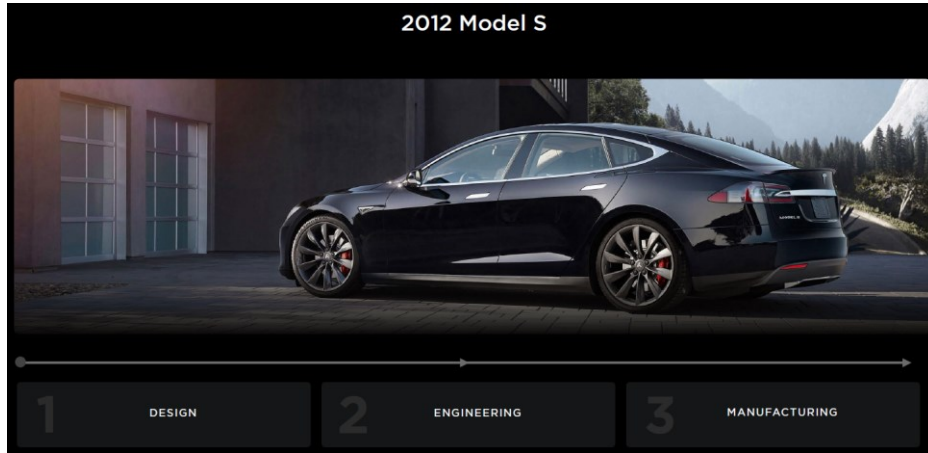 2012 Model S
1
DESIGN
2
ENGINEERING
3
MANUFACTURING